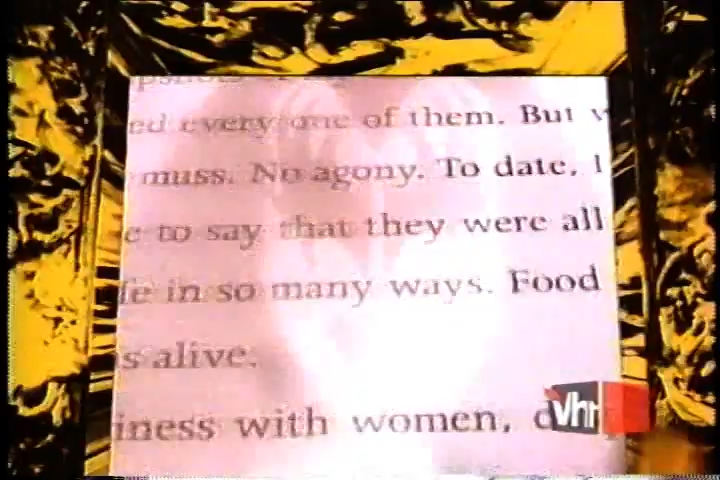 ed every one of them. But
muss. No agony. To date, I
e to say that they were all
fe in so many ways. Food
s alive.
iness with women,
vh1